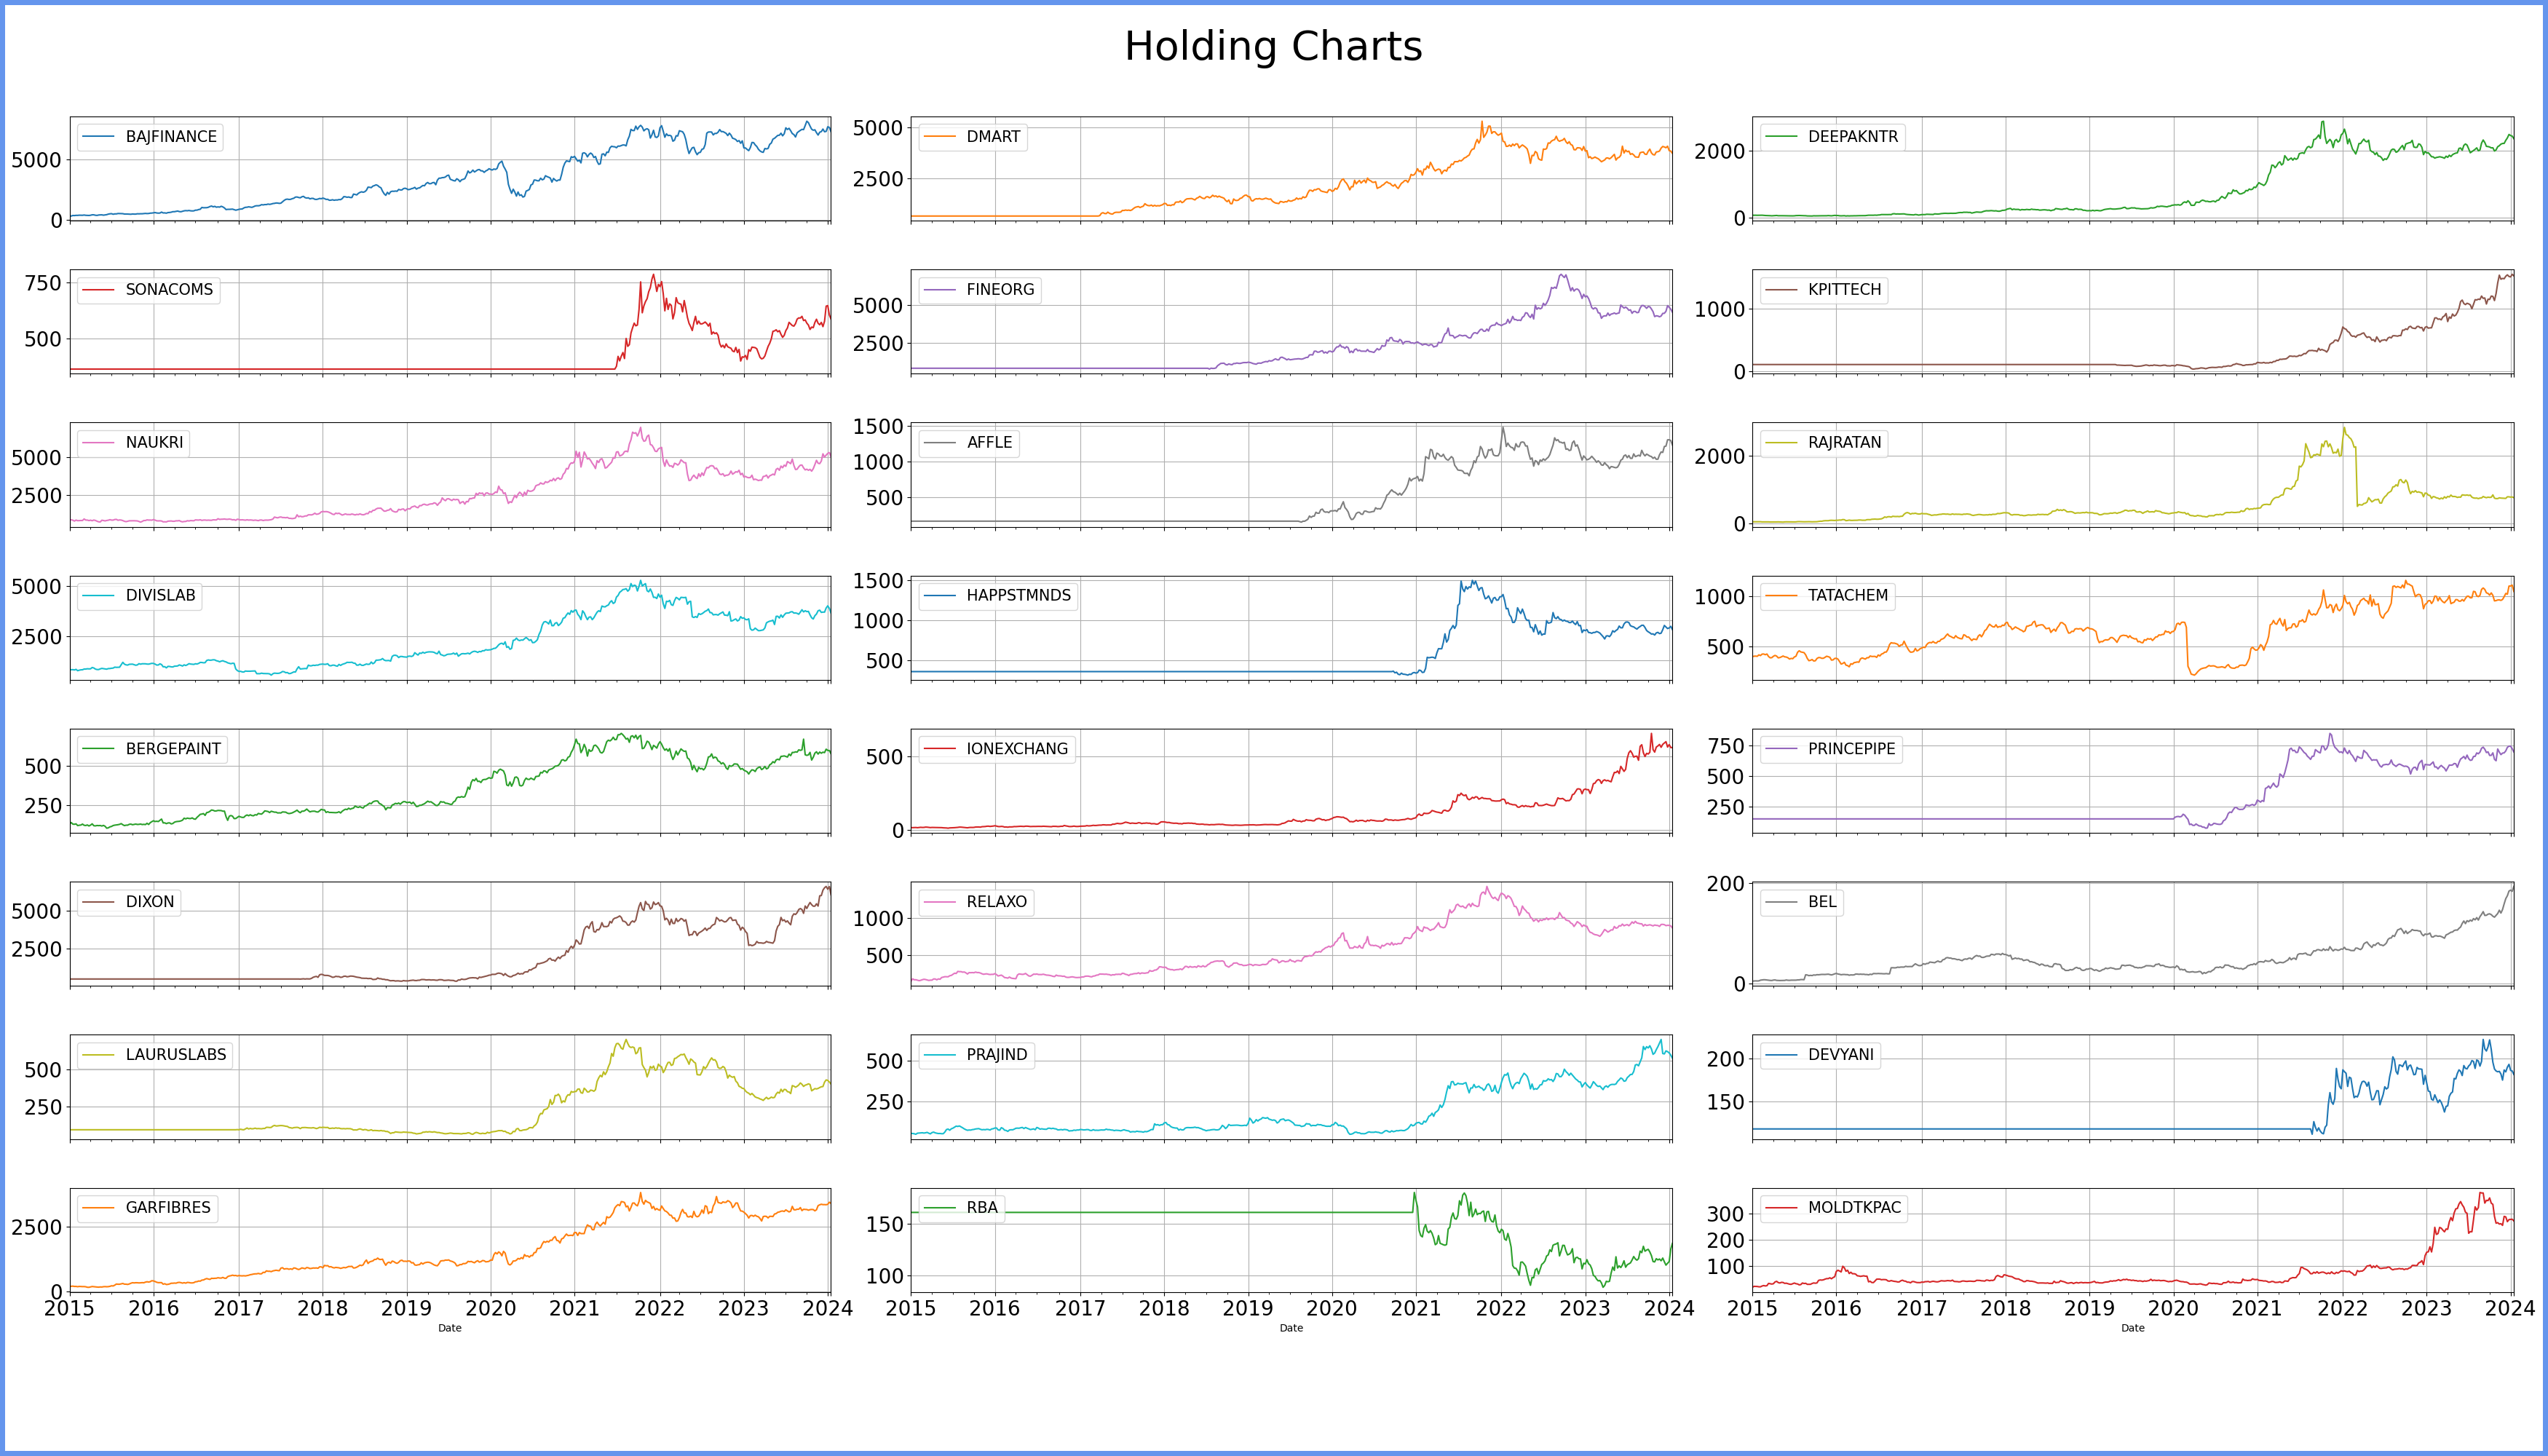 Holding Charts
BAJFINANCE
5000
0
DMART
5000
2500
DEEPAKNTR
2000
0
SONACOMS
750
500
FINEORG
5000
2500
KPITTECH
1000
0
NAUKRI
5000
2500
AFFLE
1500
1000
500
RAJRATAN
2000
0
DIVISLAB
5000
2500
HAPPSTMNDS
1500
1000
500
TATACHEM
1000
500
BERGEPAINT
500
250
IONEXCHANG
500
0
PRINCEPIPE
750
500
250
DIXON
5000
2500
RELAXO
1000
500
BEL
200
0
LAURUSLABS
500
250
PRAJIND
500
250
DEVYANI
200
150
GARFIBRES
2500
0
2015 2016 2017 2018 2019 2020 2021 2022 2023 2024
Date
RBA
150
100
2015 2016 2017 2018 2019 2020 2021 2022 2023 2024
Date
MOLDTKPAC
300
200
100
2015 2016 2017 2018 2019 2020 2021 2022 2023 2024
Date